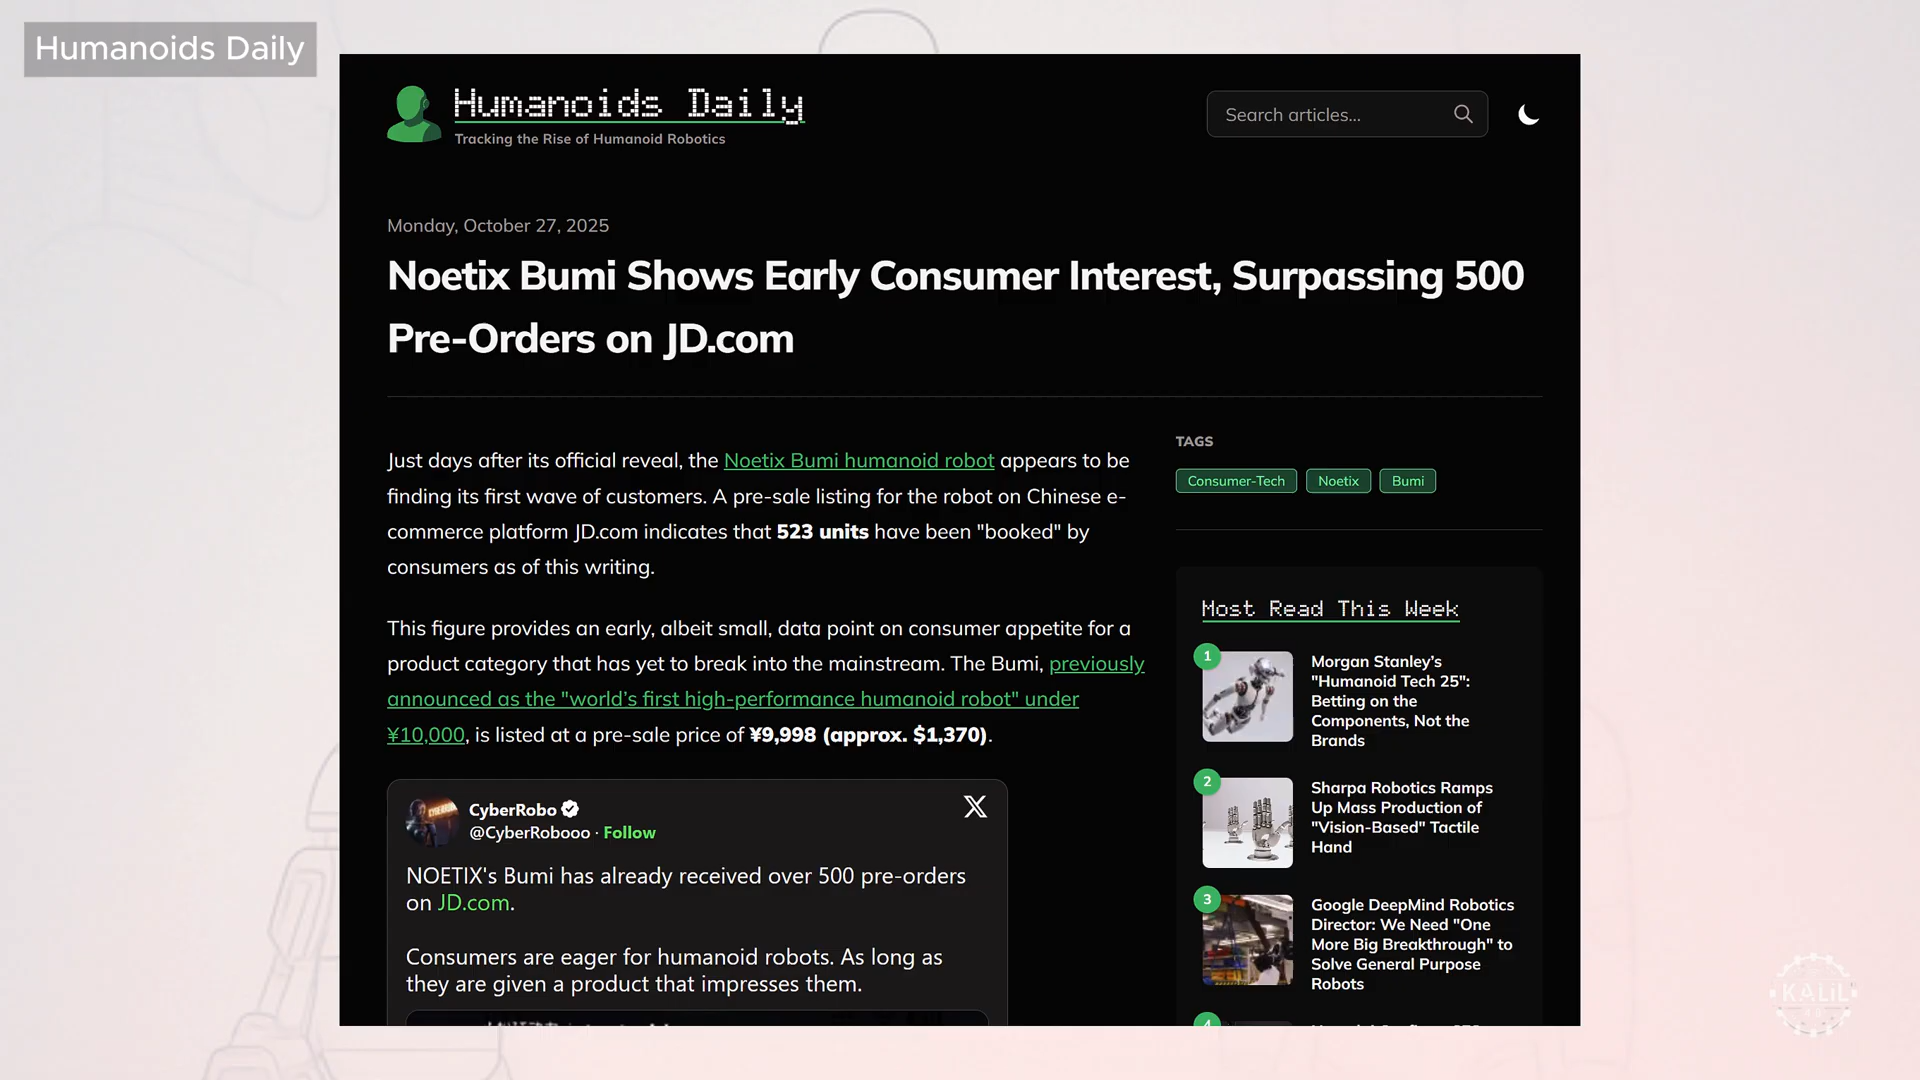 Humanoids Daily
Humanoids Daily
Tracking the Rise of Humanoid Robotics
Search articles...
Monday, October 27, 2025
Noetix Bumi Shows Early Consumer Interest, Surpassing 500
Pre-Orders on JD.com
Just days after its official reveal, the Noetix Bumi humanoid robot appears to be
finding its first wave of customers. A pre-sale listing for the robot on Chinese e-
commerce platform JD.com indicates that 523 units have been "booked" by
consumers as of this writing.
This figure provides an early, albeit small, data point on consumer appetite for a
product category that has yet to break into the mainstream. The Bumi, previously
announced as the "world's first high-performance humanoid robot" under
¥10,000, is listed at a pre-sale price of ¥9,998 (approx. $1,370).
CyberRobo
@CyberRobooo · Follow
NOETIX's Bumi has already received over 500 pre-orders
on JD.com.
Consumers are eager for humanoid robots. As long as
they are given a product that impresses them.
TAGS
Consumer-Tech
Noetix
Bumi
Most Read This Week
1
Morgan Stanley's
"Humanoid Tech 25":
Betting on the
Components, Not the
Brands
2
Sharpa Robotics Ramps
Up Mass Production of
"Vision-Based" Tactile
Hand
3
Google DeepMind Robotics
Director: We Need "One
More Big Breakthrough" to
Solve General Purpose
Robots
4
KALIL